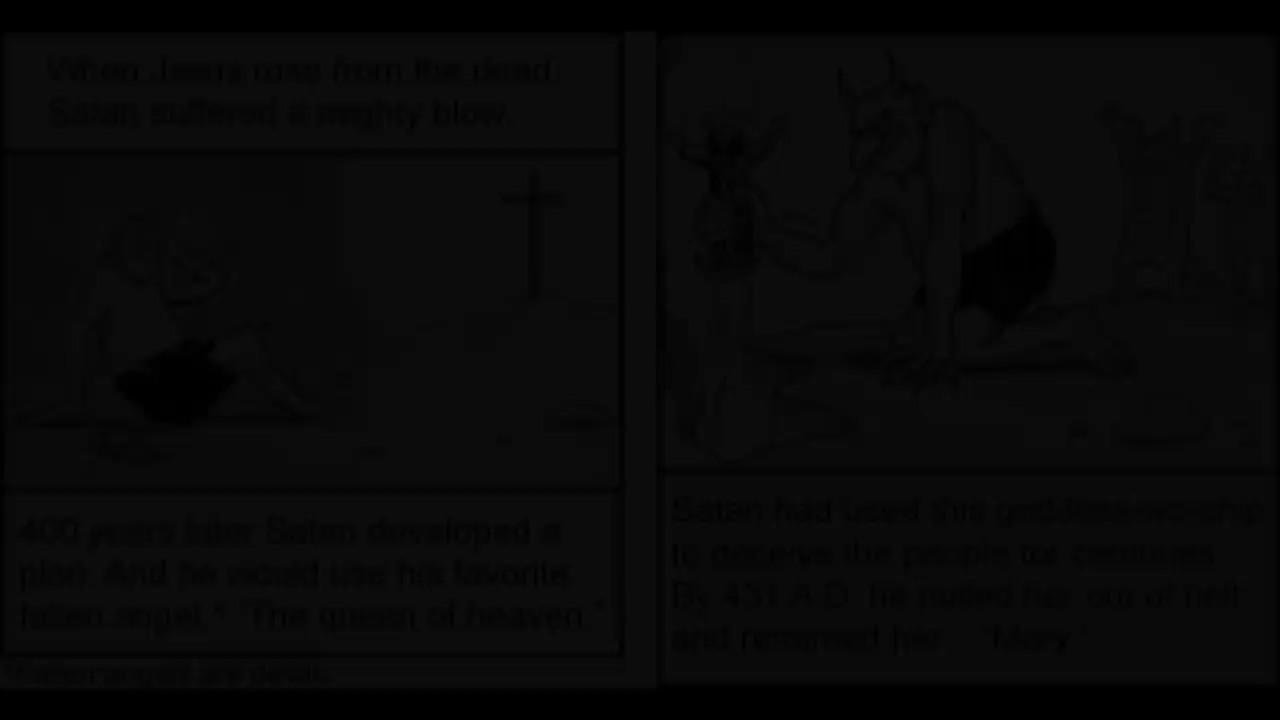 When Jesus rose from the dead,
Satan suffered a mighty blow.
400 years later Satan developed a
plan. And he would use his favorite
fallen angel,* "The queen of heaven."
*Fallen angels are devils.
Satan had used this goddess-worship
to deceive the people for centuries.
By 431 A.D. he pulled her out of hell
and renamed her... "Mary."